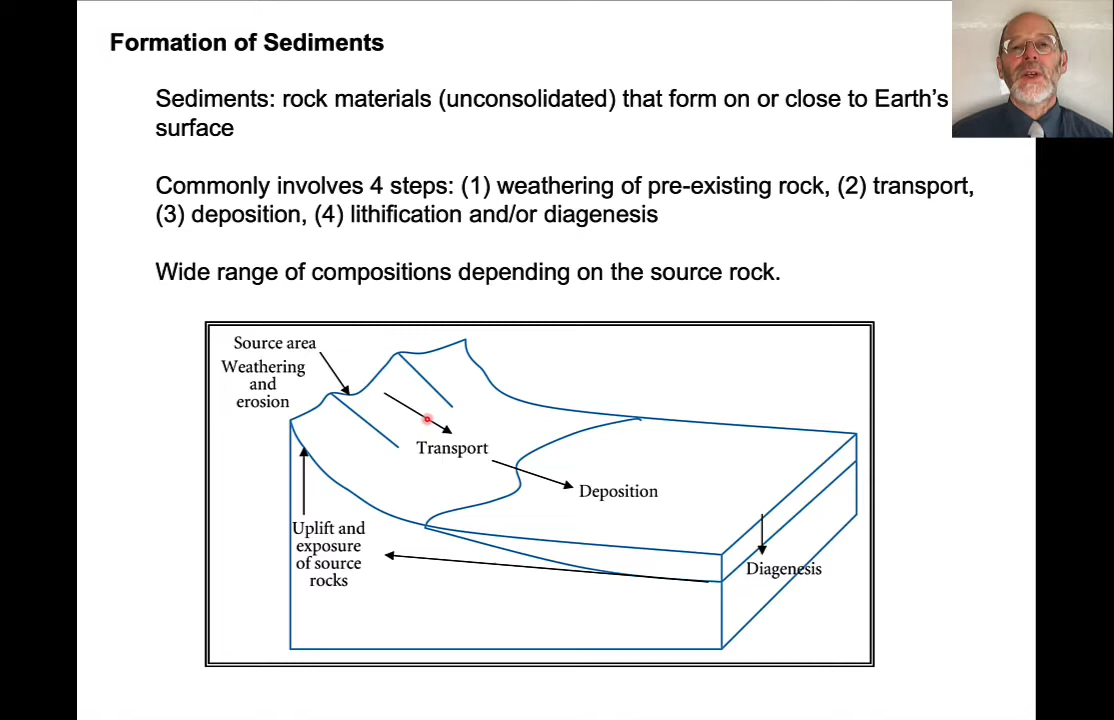 Formation of Sediments
Sediments: rock materials (unconsolidated) that form on or close to Earth’s
surface
Commonly involves 4 steps: (1) weathering of pre-existing rock, (2) transport,
(3) deposition, (4) lithification and/or diagenesis
Wide range of compositions depending on the source rock.
Source area
Weathering
and
erosion
Transport
Deposition
Uplift and
exposure
of source
rocks
Diagenesis